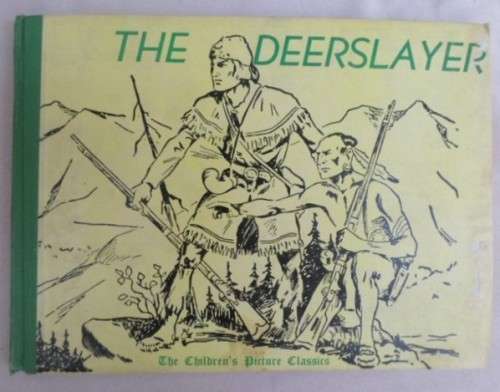 THE DEERSLAYER
The Children's Picture Classics